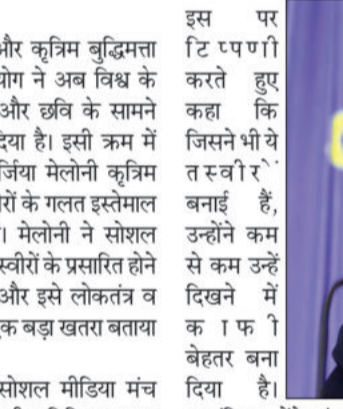 और कृत्रिम बुद्धिमत्ता
योग ने अब विश्व के
और छवि के सामने
दिया है। इसी क्रम में
र्जिया मेलोनी कृत्रिम
रों के गलत इस्तेमाल
। मेलोनी ने सोशल
स्वीरों के प्रसारित होने
और इसे लोकतंत्र व
क बड़ा खतरा बताया
सोशल मीडिया मंच
इस पर
टिप्पणी
करते हुए
कहा कि
जिसने भी ये
तस्वीरें
बनाई हैं,
उन्होंने कम
से कम उन्हें
दिखने में
काफी
बेहतर बना
दिया है।